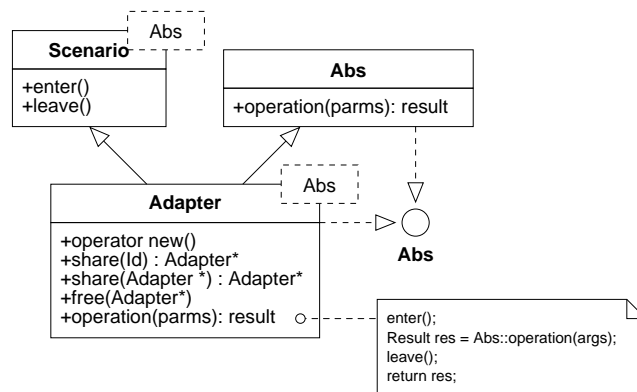 Abs
Scenario
+enter()
+leave()
Abs
+operation(parms): result
Abs
Adapter
+operator new()
+share(Id) : Adapter*
+share(Adapter *) : Adapter*
+free(Adapter*)
+operation(parms): result
Abs
enter();
Result res = Abs::operation(args);
leave();
return res;